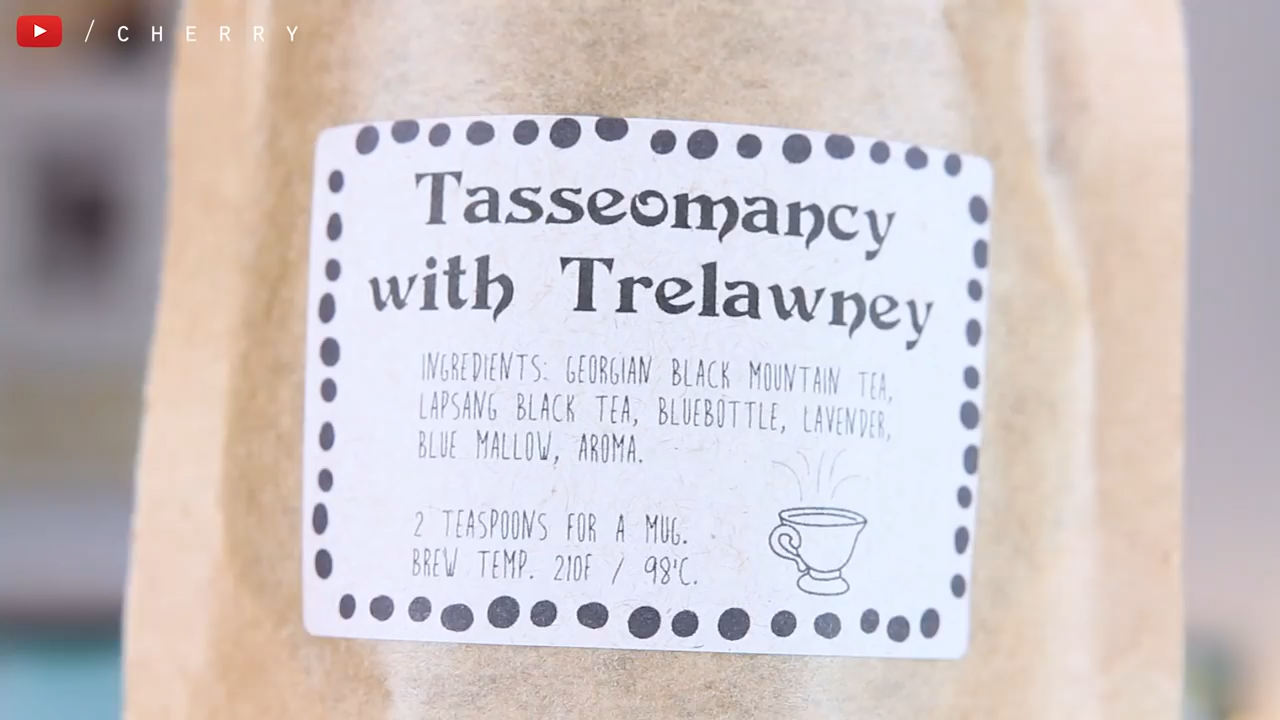 / CHERRY
Tasseomancy
with Trelawney
INGREDIENTS: GEORGIAN BLACK MOUNTAIN TEA,
LAPSANG BLACK TEA, BLUEBOTTLE, LAVENDER,
BLUE MALLOW, AROMA.
2 TEASPOONS FOR A MUG.
BREW TEMP. 210F / 98'C.